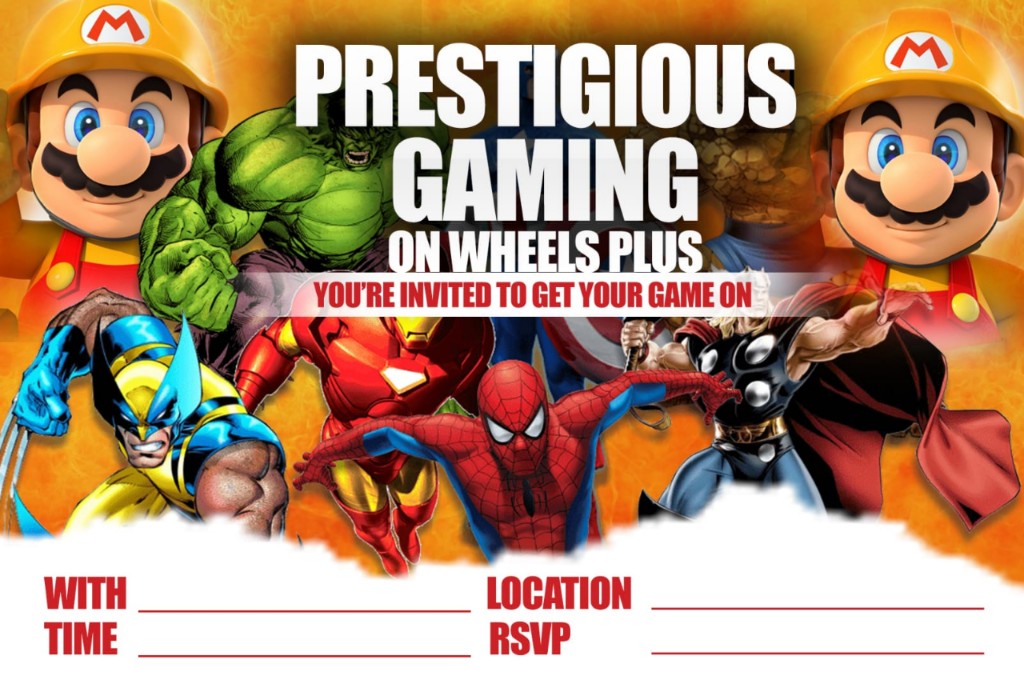 M
M
PRESTIGIOUS
GAMING
ON WHEELS PLUS
YOU'RE INVITED TO GET YOUR GAME ON
WITH
LOCATION
TIME
RSVP